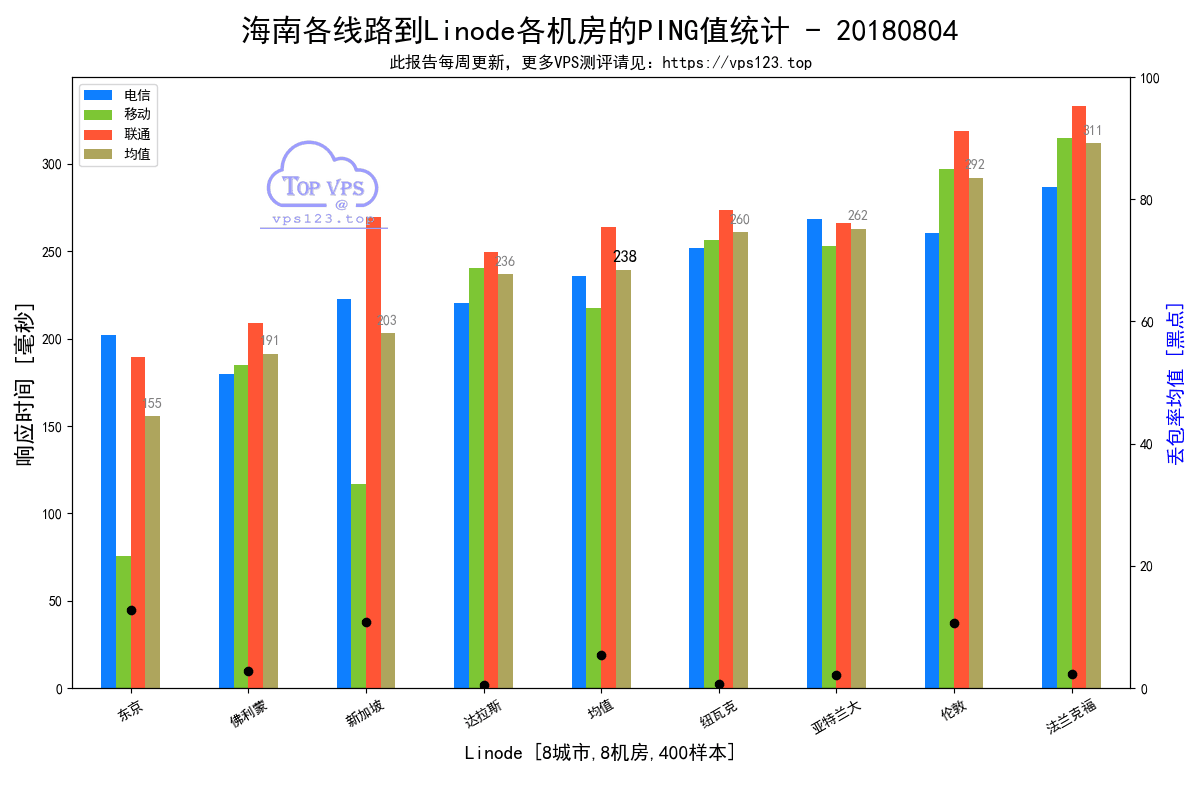 海南各线路到Linode各机房的PING值统计 - 20180804
此报告每周更新，更多VPS测评请见：https://vps123.top
电信
移动
联通
均值
TOP VPS
@
vps123.top
响应时间 [毫秒]
0
50
100
150
200
250
300
155
191
203
236
238
260
262
292
311
0
20
40
60
80
100
丢包率均值 [黑点]
东京
佛利蒙
新加坡
达拉斯
均值
纽瓦克
亚特兰大
伦敦
法兰克福
Linode [8城市,8机房,400样本]